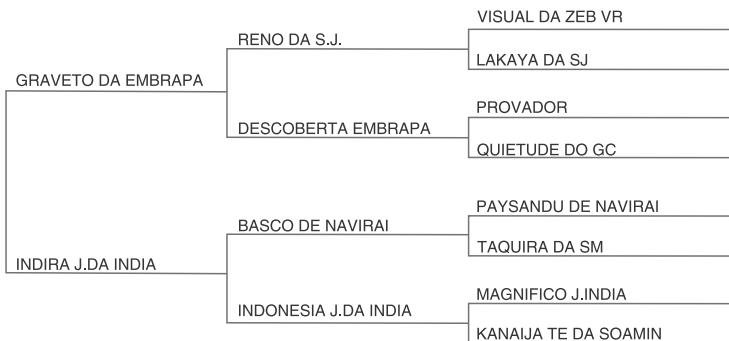 VISUAL DA ZEB VR
RENO DA S.J.
LAKAYA DA SJ
GRAVETO DA EMBRAPA
PROVADOR
DESCOBERTA EMBRAPA
QUIETUDE DO GC
PAYSANDU DE NAVIRAI
BASCO DE NAVIRAI
TAQUIRA DA SM
INDIRA J.DA INDIA
MAGNIFICO J.INDIA
INDONESIA J.DA INDIA
KANAIJA TE DA SOAMIN